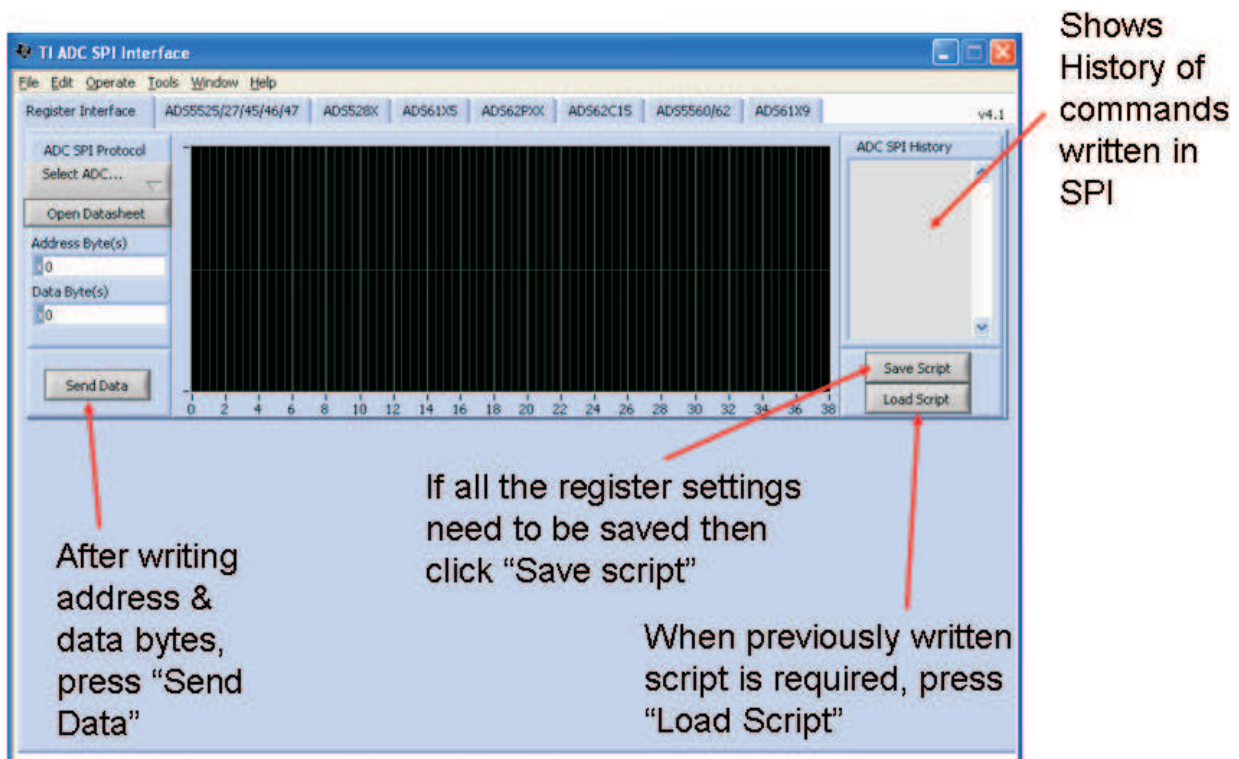 Shows
History of
commands
written in
SPI
TI ADC SPI Interface
File Edit Operate Tools Window Help
Register Interface ADS5525/27/45/46/47 ADS528X ADS61X5 ADS62PXX ADS62C15 ADS5560/62 ADS61X9 v4.1
ADC SPI Protocol
Select ADC...
Open Datasheet
Address Byte(s)
0
Data Byte(s)
0
Send Data
0 2 4 6 8 10 12 14 16 18 20 22 24 26 28 30 32 34 36 38
ADC SPI History
Save Script
Load Script
If all the register settings
need to be saved then
click “Save script”
After writing
address &
data bytes,
press “Send
Data”
When previously written
script is required, press
“Load Script”